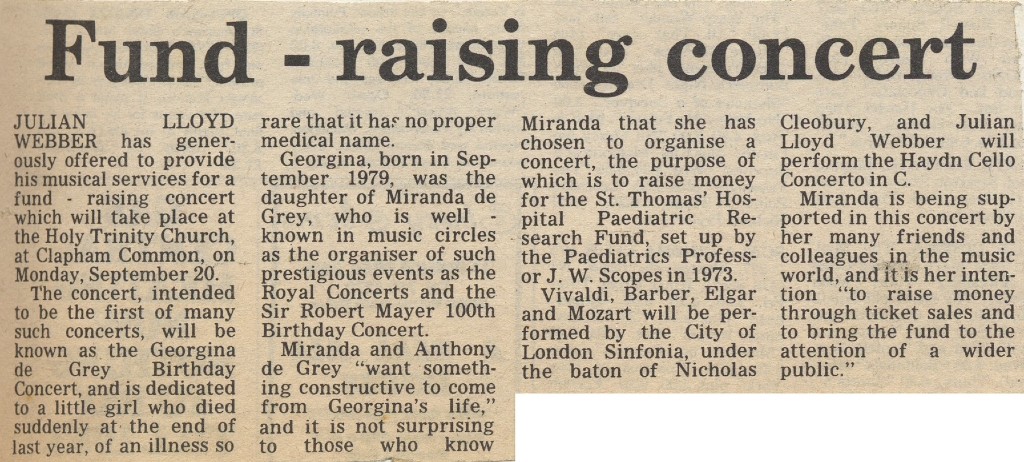 Fund - raising concert
JULIAN LLOYD
WEBBER has gener-
ously offered to provide
his musical services for a
fund - raising concert
which will take place at
the Holy Trinity Church,
at Clapham Common, on
Monday, September 20.
The concert, intended
to be the first of many
such concerts, will be
known as the Georgina
de Grey Birthday
Concert, and is dedicated
to a little girl who died
suddenly at the end of
last year, of an illness so
rare that it has no proper
medical name.
Georgina, born in Sep-
tember 1979, was the
daughter of Miranda de
Grey, who is well -
known in music circles
as the organiser of such
prestigious events as the
Royal Concerts and the
Sir Robert Mayer 100th
Birthday Concert.
Miranda and Anthony
de Grey "want someth-
ing constructive to come
from Georgina's life,"
and it is not surprising
to those who know
Miranda that she has
chosen to organise a
concert, the purpose of
which is to raise money
for the St. Thomas' Hos-
pital Paediatric Re-
search Fund, set up by
the Paediatrics Profess-
or J. W. Scopes in 1973.
Vivaldi, Barber, Elgar
and Mozart will be per-
formed by the City of
London Sinfonia, under
the baton of Nicholas
Cleobury, and Julian
Lloyd Webber will
perform the Haydn Cello
Concerto in C.
Miranda is being sup-
ported in this concert by
her many friends and
colleagues in the music
world, and it is her inten-
tion "to raise money
through ticket sales and
to bring the fund to the
attention of a wider
public."